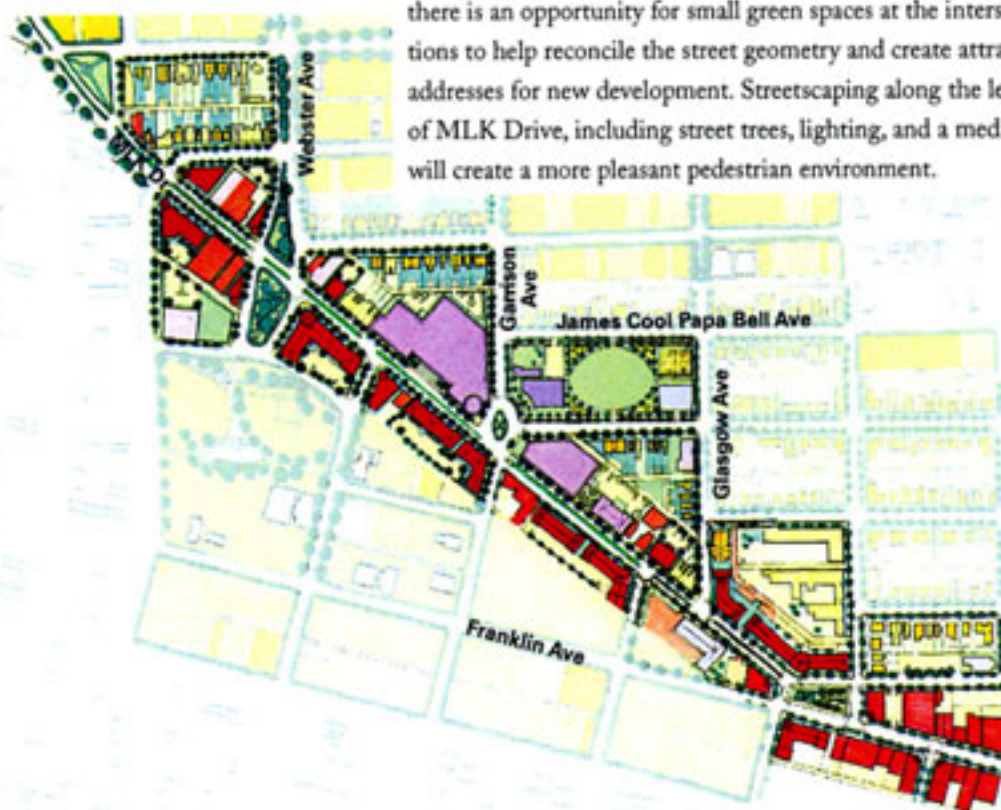 there is an opportunity for small green spaces at the inters
tions to help reconcile the street geometry and create attra
addresses for new development. Streetscaping along the le
of MLK Drive, including street trees, lighting, and a med
will create a more pleasant pedestrian environment.
Webster Ave
Garrison
Ave
James Cool Papa Bell Ave
Glasgow Ave
Franklin Ave